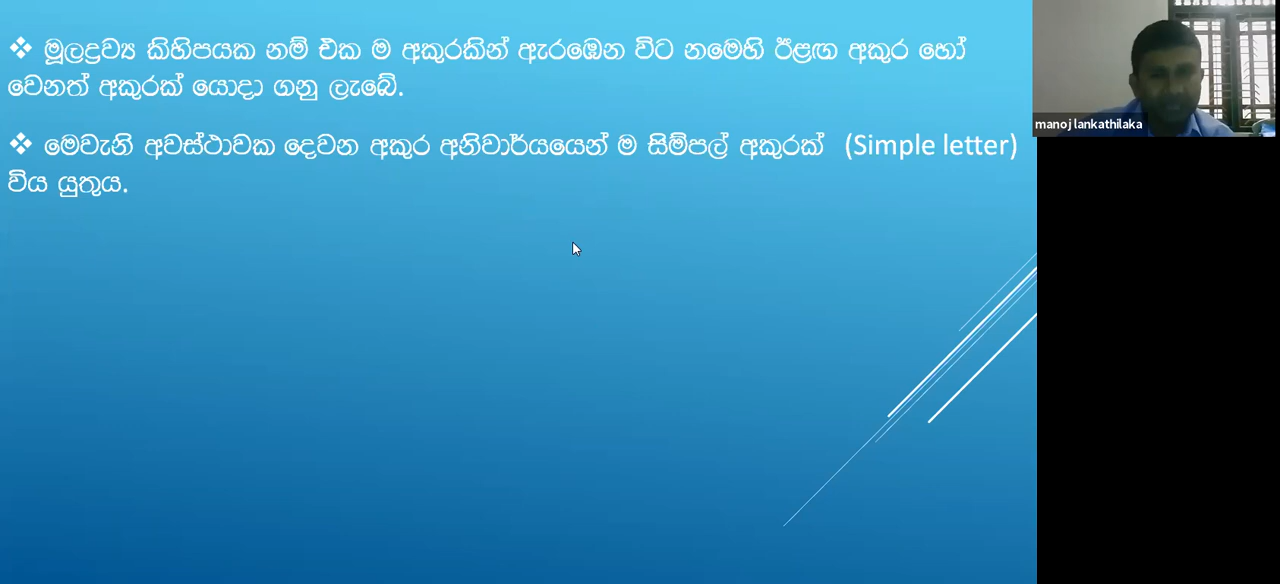 ❖ මූලද්‍රව්‍ය කිහිපයක නම් එක ම අකුරකින් ඇරඹෙන විට නමෙහි ඊළඟ අකුර හෝ
වෙනත් අකුරක් යොදා ගනු ලැබේ.
❖ මෙවැනි අවස්ථාවක දෙවන අකුර අනිවාර්යයෙන් ම සිම්පල් අකුරක් (Simple letter)
විය යුතුය.
manoj lankathilaka